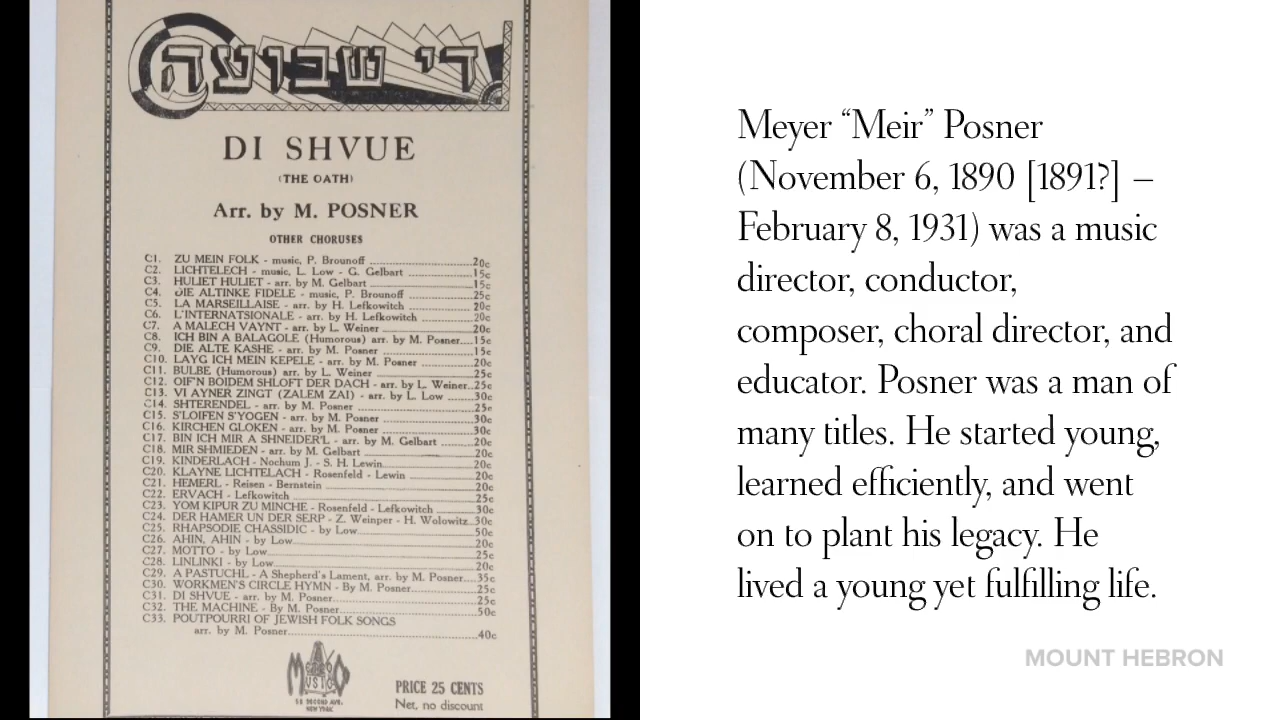 די שבועה
DI SHVUE
(THE OATH)
Arr. by M. POSNER
OTHER CHORUSES
C1. ZU MEIN FOLK - music, P. Brounoff 20c
C2. LICHTELECH - music, L. Low - G. Gelbart 15c
C3. HULIET HULIET - arr. by M. Gelbart 15c
C4. DIE ALTINKE FIDELE - music, P. Brounoff 25c
C5. LA MARSEILLAISE - arr. by H. Lefkowitch 20c
C6. L'INTERNATSIONALE - arr. by H. Lefkowitch 20c
C7. A MALECH VAYNT - arr. by L. Weiner 20c
C8. ICH BIN A BALAGOLE (Humorous) arr. by M. Posner 15c
C9. DIE ALTE KASHE - arr. by M. Posner 15c
C10. LAYG ICH MEIN KEPELE - arr. by M. Posner 20c
C11. BULBE (Humorous) arr. by L. Weiner 25c
C12. OIF'N BOIDEM SHLOFT DER DACH - arr. by L. Weiner 25c
C13. VI AYNER ZINGT (ZALEM ZAI) - arr. by L. Low 30c
C14. SHTERENDEL - arr. by M. Posner 25c
C15. S'LOIFEN S'YOGEN - arr. by M. Posner 30c
C16. KIRCHEN GLOKEN - arr. by M. Posner 30c
C17. BIN ICH MIR A SHNEIDER'L - arr. by M. Gelbart 20c
C18. MIR SHMIEDEN - arr. by M. Gelbart 20c
C19. KINDERLACH - Nochum J. - S. H. Lewin 20c
C20. KLAYNE LICHTELACH - Rosenfeld - Lewin 20c
C21. HEMERL - Reisen - Bernstein 20c
C22. ERVACH - Lefkowitch 25c
C23. YOM KIPUR ZU MINCHE - Rosenfeld - Lefkowitch 30c
C24. DER HAMER UN DER SERP - Z. Weinper - H. Wolowitz 30c
C25. RHAPSODIE CHASSIDIC - by Low 50c
C26. AHIN, AHIN - by Low 20c
C27. MOTTO - by Low 25c
C28. LINLINKI - by Low 20c
C29. A PASTUCHL - A Shepherd's Lament, arr. by M. Posner 35c
C30. WORKMEN'S CIRCLE HYMN - By M. Posner 25c
C31. DI SHVUE - arr. by M. Posner 25c
C32. THE MACHINE - By M. Posner 50c
C33. POUTPOURRI OF JEWISH FOLK SONGS
arr. by M. Posner 40c
METRO MUSIC CO
58 SECOND AVE.
NEW YORK
PRICE 25 CENTS
Net, no discount
Meyer “Meir” Posner
(November 6, 1890 [1891?] –
February 8, 1931) was a music
director, conductor,
composer, choral director, and
educator. Posner was a man of
many titles. He started young,
learned efficiently, and went
on to plant his legacy. He
lived a young yet fulfilling life.
MOUNT HEBRON